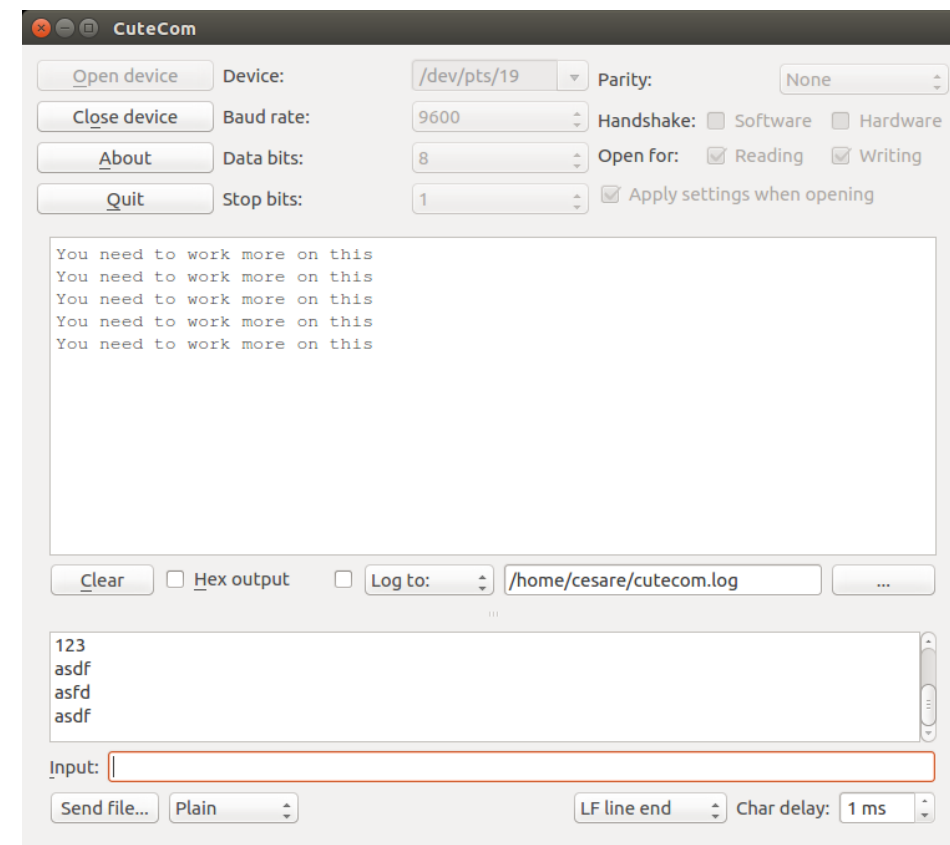 CuteCom
Open device Device: /dev/pts/19 Parity: None
Close device Baud rate: 9600 Handshake: Software Hardware
About Data bits: 8 Open for: Reading Writing
Quit Stop bits: 1 Apply settings when opening
You need to work more on this
You need to work more on this
You need to work more on this
You need to work more on this
You need to work more on this
Clear Hex output Log to: /home/cesare/cutecom.log ...
123
asdf
asfd
asdf
Input:
Send file... Plain LF line end Char delay: 1 ms